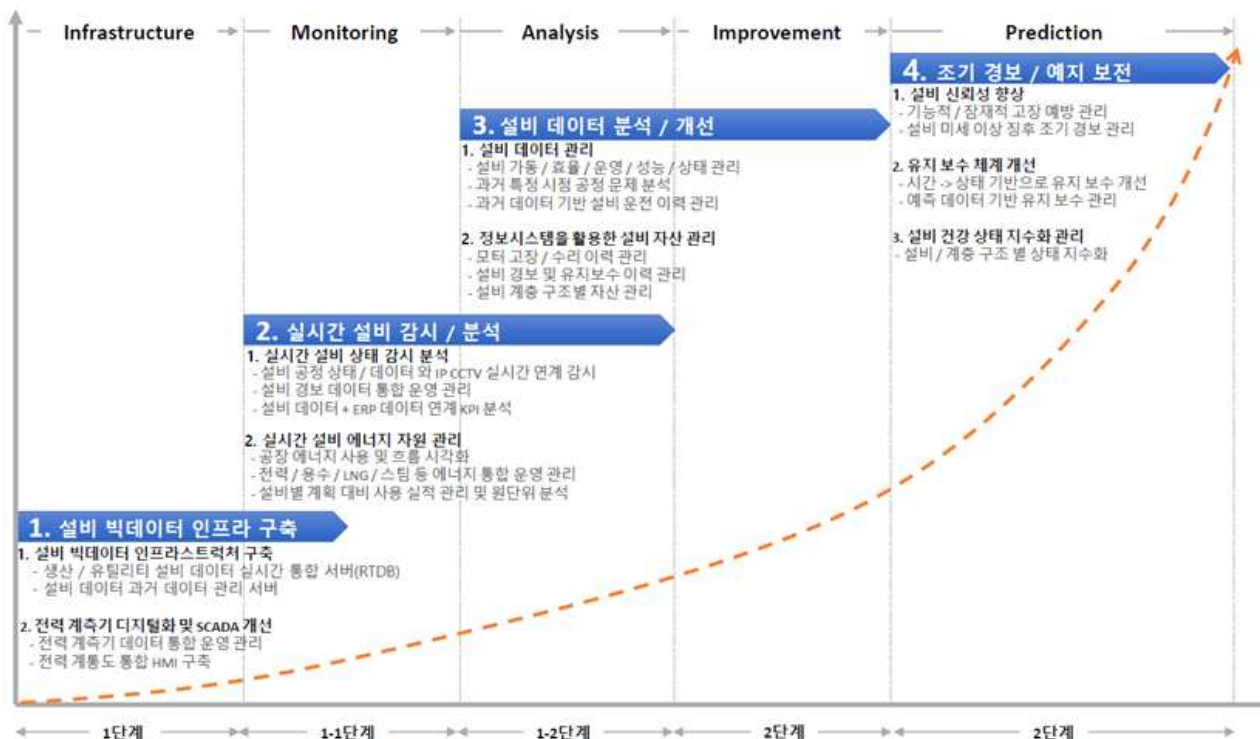 Infrastructure
Monitoring
Analysis
Improvement
Prediction
4. 조기 경보 / 예지 보전
1. 설비 신뢰성 향상
- 기능적 / 잠재적 고장 예방 관리
- 설비 미세 이상 징후 조기 경보 관리
2. 유지 보수 체계 개선
- 시간 -> 상태 기반으로 유지 보수 개선
- 예측 데이터 기반 유지 보수 관리
3. 설비 건강 상태 지수화 관리
- 설비 / 계층 구조 별 상태 지수화
3. 설비 데이터 분석 / 개선
1. 설비 데이터 관리
- 설비 가동 / 효율 / 운영 / 성능 / 상태 관리
- 과거 특정 시점 공정 문제 분석
- 과거 데이터 기반 설비 운전 이력 관리
2. 정보시스템을 활용한 설비 자산 관리
- 모터 고장 / 수리 이력 관리
- 설비 경보 및 유지보수 이력 관리
- 설비 계층 구조별 자산 관리
2. 실시간 설비 감시 / 분석
1. 실시간 설비 상태 감시 분석
- 설비 공정 상태 / 데이터 와 IP CCTV 실시간 연계 감시
- 설비 경보 데이터 통합 운영 관리
- 설비 데이터 + ERP 데이터 연계 KPI 분석
2. 실시간 설비 에너지 자원 관리
- 공장 에너지 사용 및 흐름 시각화
- 전력 / 용수 / LNG / 스팀 등 에너지 통합 운영 관리
- 설비별 계획 대비 사용 실적 관리 및 원단위 분석
1. 설비 빅데이터 인프라 구축
1. 설비 빅데이터 인프라스트럭처 구축
- 생산 / 유틸리티 설비 데이터 실시간 통합 서버(RTDB)
- 설비 데이터 과거 데이터 관리 서버
2. 전력 계측기 디지털화 및 SCADA 개선
- 전력 계측기 데이터 통합 운영 관리
- 전력 계통도 통합 HMI 구축
1단계
1-1단계
1-2단계
2단계
2단계